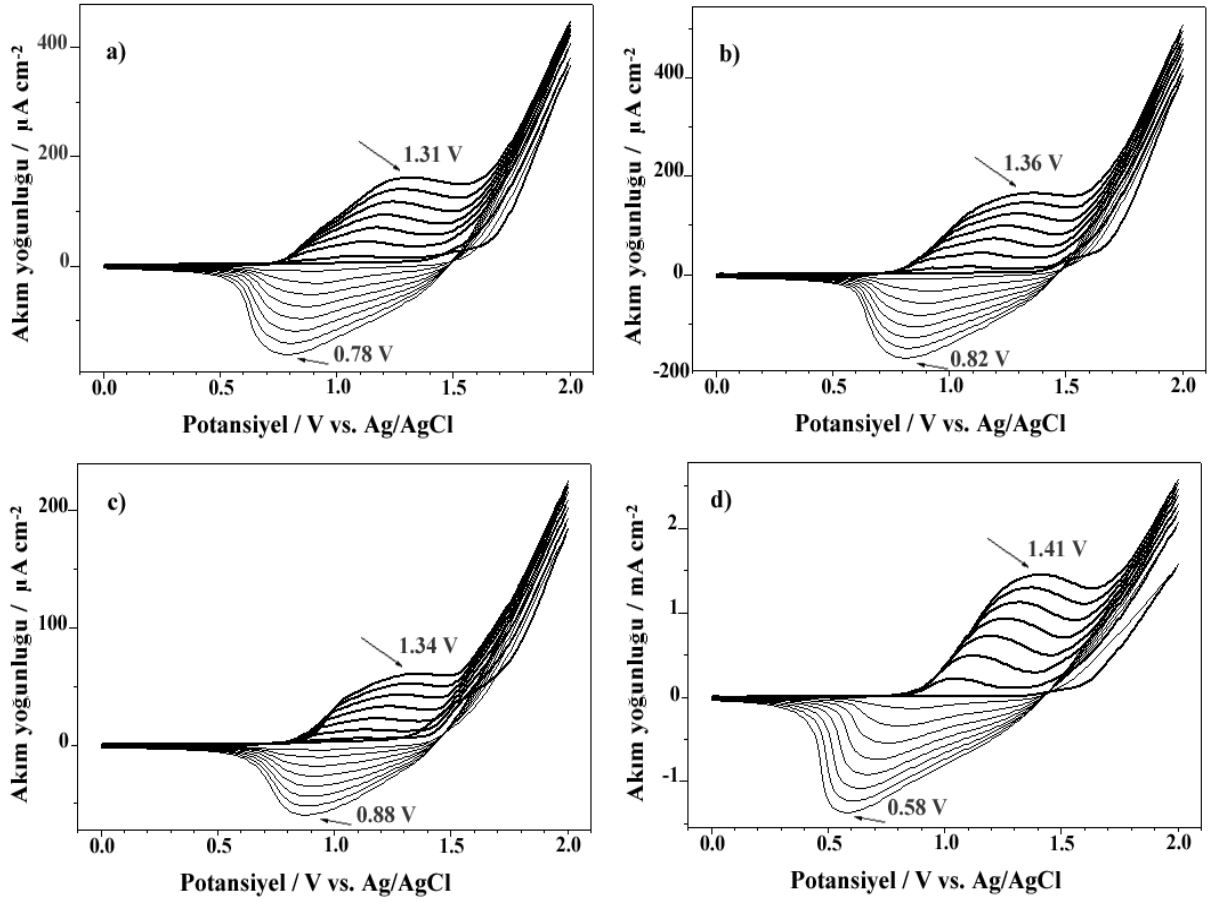 a)
Akım yoğunluğu / µ A cm-2
400
200
0
1.31 V
0.78 V
0.0 0.5 1.0 1.5 2.0
Potansiyel / V vs. Ag/AgCl
b)
Akım yoğunluğu / µ A cm-2
400
200
0
-200
1.36 V
0.82 V
0.0 0.5 1.0 1.5 2.0
Potansiyel / V vs. Ag/AgCl
c)
Akım yoğunluğu / µ A cm-2
200
100
0
1.34 V
0.88 V
0.0 0.5 1.0 1.5 2.0
Potansiyel / V vs. Ag/AgCl
d)
Akım yoğunluğu / mA cm-2
2
1
0
-1
1.41 V
0.58 V
0.0 0.5 1.0 1.5 2.0
Potansiyel / V vs. Ag/AgCl